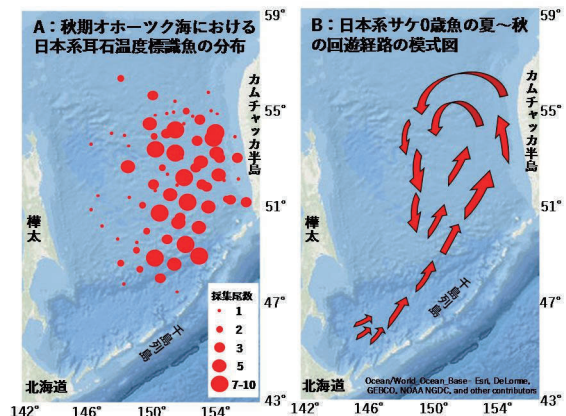 A：秋期オホーツク海における
日本系耳石温度標識魚の分布
59°
カムチャッカ半島
55°
51°
樺太
採集尾数
1
2
3
5
7-10
47°
千島列島
北海道
43°
142°
146°
150°
154°
B：日本系サケ0歳魚の夏～秋
の回遊経路の模式図
59°
カムチャッカ半島
55°
51°
樺太
47°
千島列島
Ocean/World_Ocean_Base- Esri, DeLorme,
GEBCO, NOAA NGDC, and other contributors
北海道
43°
142°
146°
150°
154°